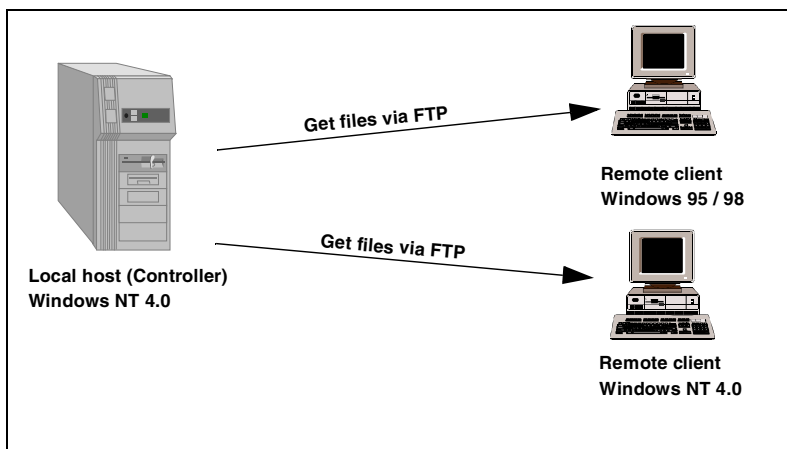 Get files via FTP
Remote client
Windows 95 / 98
Get files via FTP
Local host (Controller)
Windows NT 4.0
Remote client
Windows NT 4.0